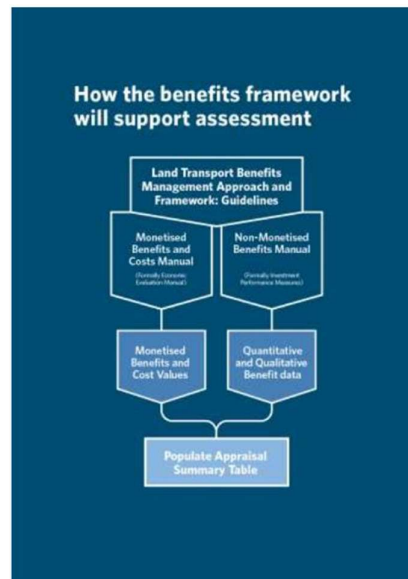 How the benefits framework
will support assessment
Land Transport Benefits
Management Approach and
Framework: Guidelines
Monetised
Benefits and
Costs Manual
(Formally Economic
Evaluation Manual)
Non-Monetised
Benefits Manual
(Formally Investment
Performance Measures)
Monetised
Benefits and
Cost Values
Quantitative
and Qualitative
Benefit data
Populate Appraisal
Summary Table